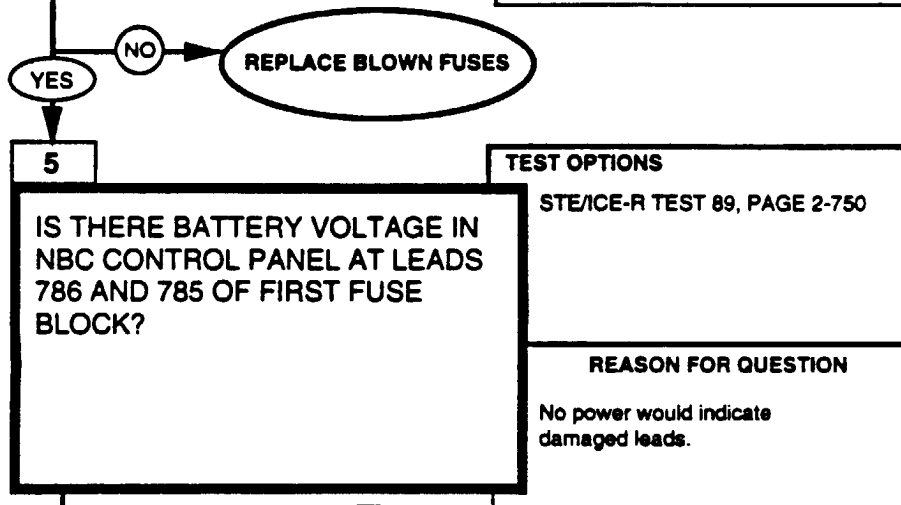 NO
REPLACE BLOWN FUSES
YES
5
TEST OPTIONS
STE/ICE-R TEST 89, PAGE 2-750
IS THERE BATTERY VOLTAGE IN
NBC CONTROL PANEL AT LEADS
786 AND 785 OF FIRST FUSE
BLOCK?
REASON FOR QUESTION
No power would indicate
damaged leads.